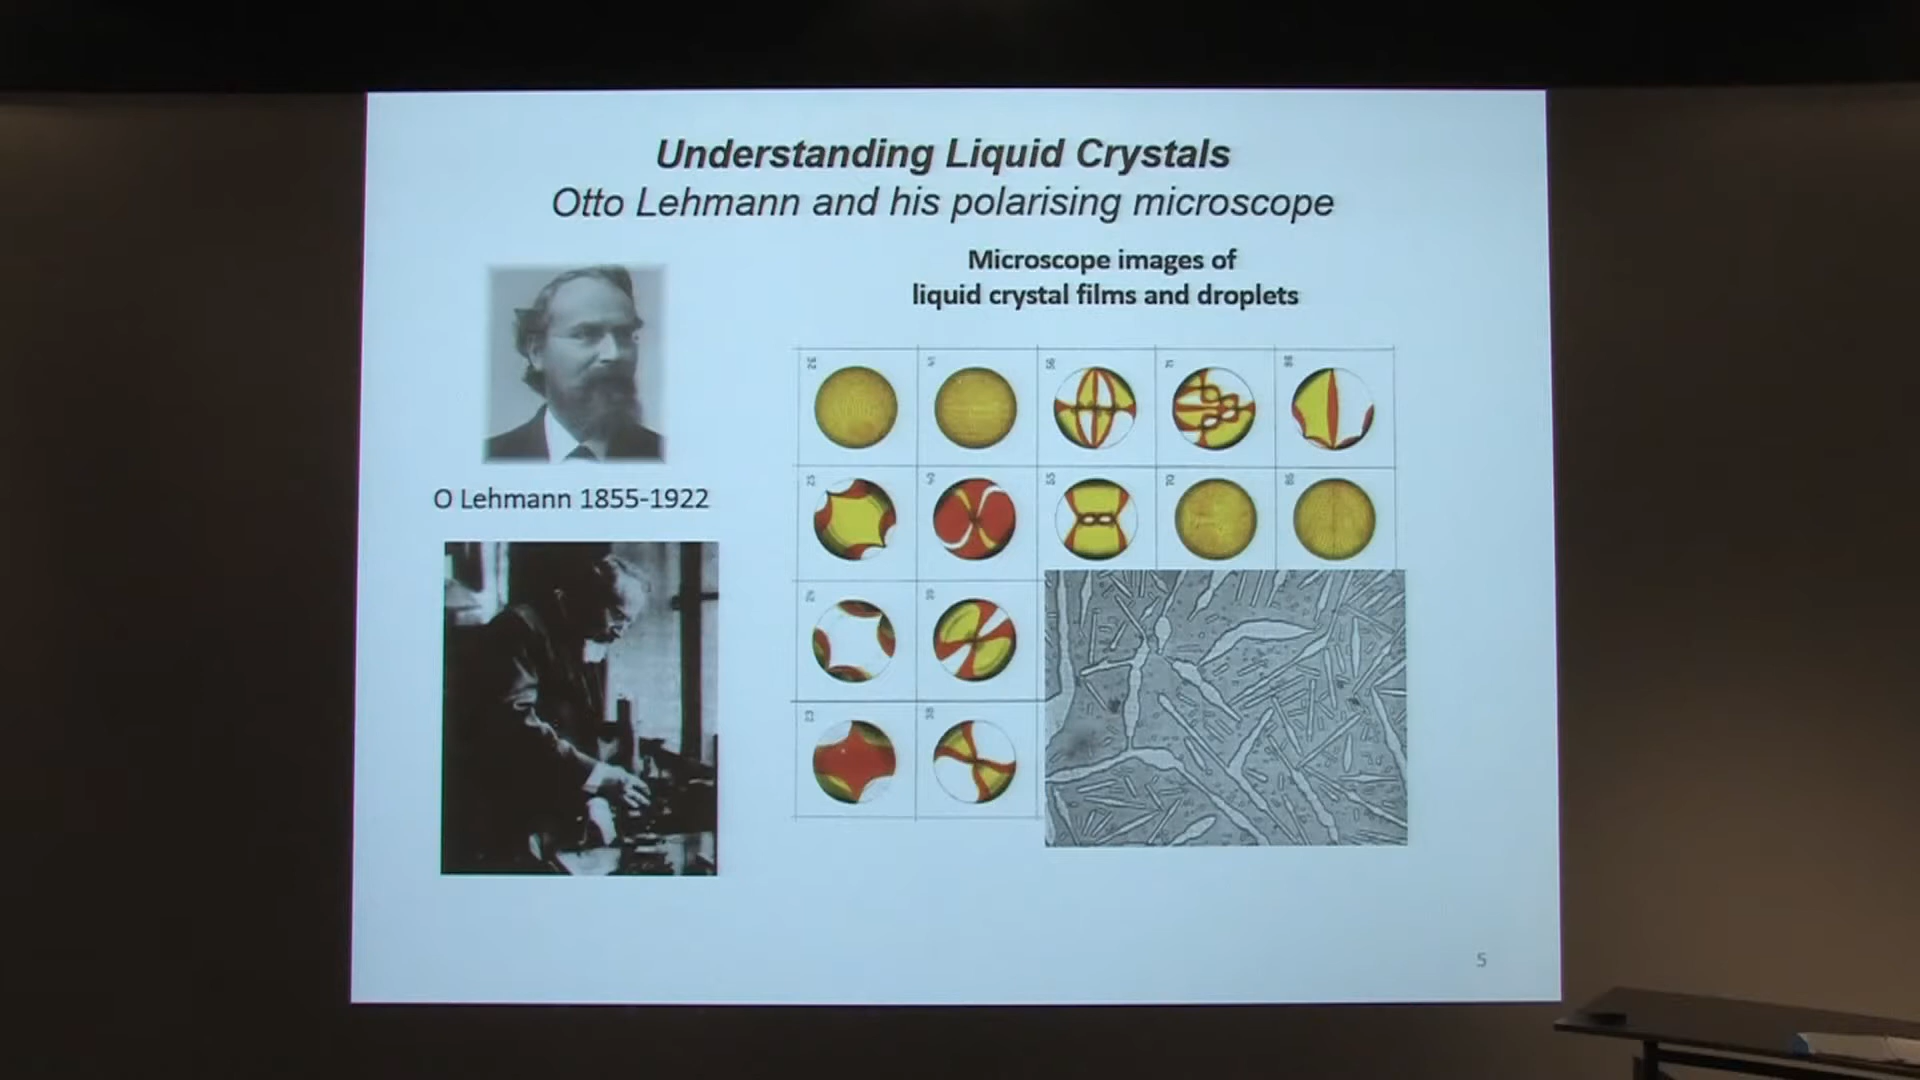 Understanding Liquid Crystals
Otto Lehmann and his polarising microscope
Microscope images of
liquid crystal films and droplets
O Lehmann 1855-1922
5